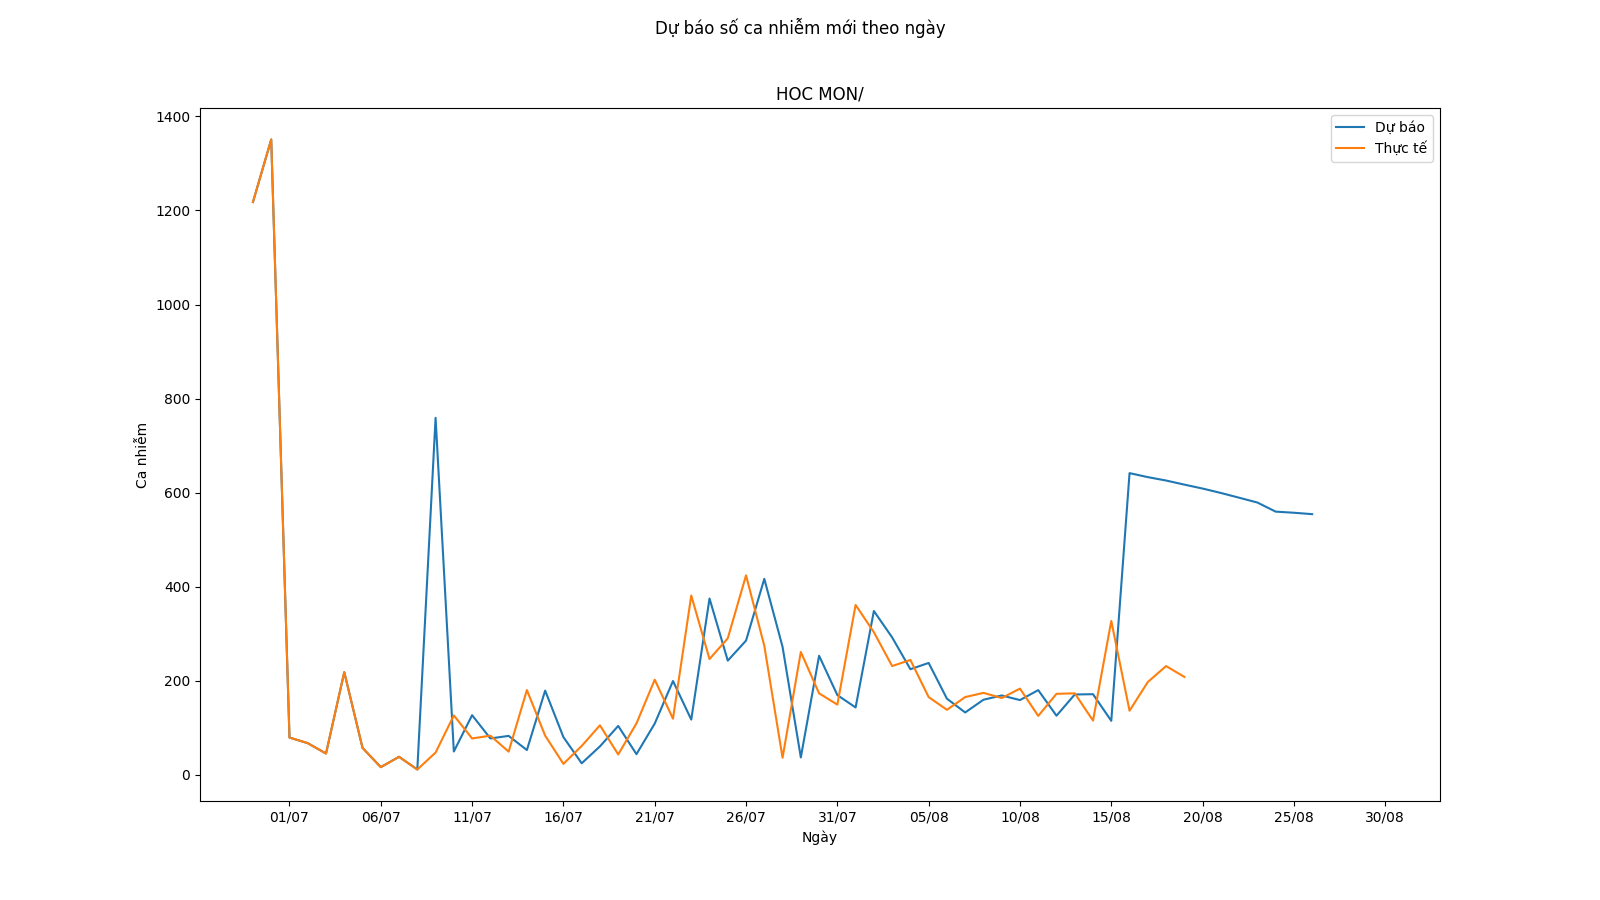 Dự báo số ca nhiễm mới theo ngày
HOC MON/
1400
1200
1000
800
600
400
200
0
Ca nhiễm
Dự báo
Thực tế
01/07 06/07 11/07 16/07 21/07 26/07 31/07 05/08 10/08 15/08 20/08 25/08 30/08
Ngày